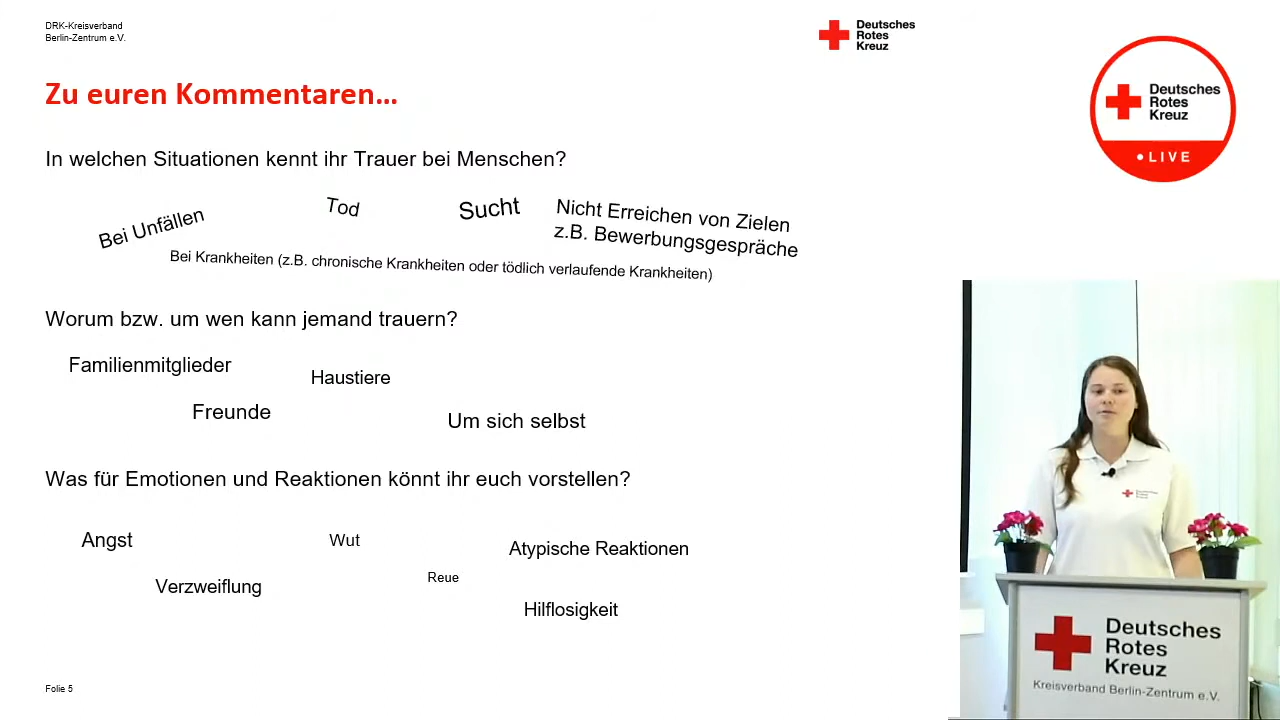 DRK-Kreisverband
Berlin-Zentrum e.V.
Deutsches
Rotes
Kreuz
Deutsches
Rotes
Kreuz
• LIVE
Zu euren Kommentaren...
In welchen Situationen kennt ihr Trauer bei Menschen?
Bei Unfällen
Tod
Sucht
Nicht Erreichen von Zielen
z.B. Bewerbungsgespräche
Bei Krankheiten (z.B. chronische Krankheiten oder tödlich verlaufende Krankheiten)
Worum bzw. um wen kann jemand trauern?
Familienmitglieder
Haustiere
Freunde
Um sich selbst
Was für Emotionen und Reaktionen könnt ihr euch vorstellen?
Angst
Wut
Atypische Reaktionen
Verzweiflung
Reue
Hilflosigkeit
Folie 5
Deutsches
Rotes
Kreuz
Kreisverband Berlin-Zentrum e.V.